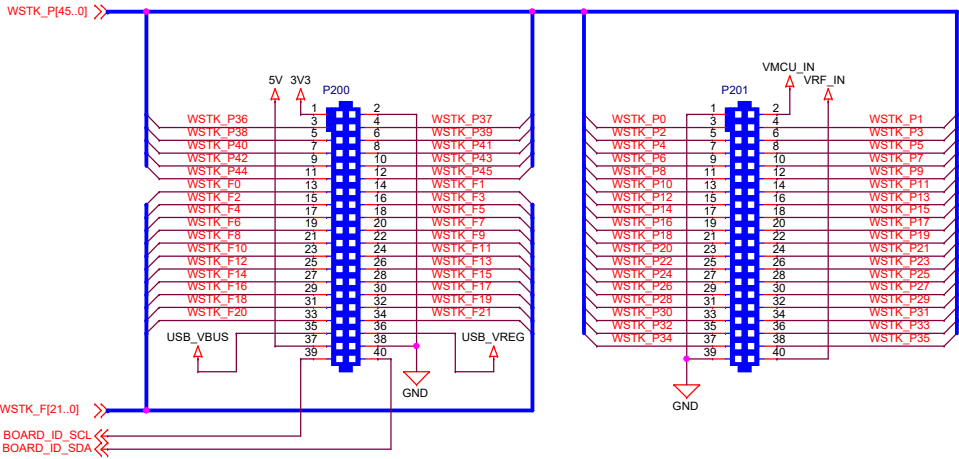 WSTK_P[45..0]
VMCU_IN
5V 3V3 VRF_IN
P200 P201
1 2 1 2
WSTK_P36 3 4 WSTK_P37 WSTK_P0 3 4 WSTK_P1
WSTK_P38 5 6 WSTK_P39 WSTK_P2 5 6 WSTK_P3
WSTK_P40 7 8 WSTK_P41 WSTK_P4 7 8 WSTK_P5
WSTK_P42 9 10 WSTK_P43 WSTK_P6 9 10 WSTK_P7
WSTK_P44 11 12 WSTK_P45 WSTK_P8 11 12 WSTK_P9
WSTK_F0 13 14 WSTK_F1 WSTK_P10 13 14 WSTK_P11
WSTK_F2 15 16 WSTK_F3 WSTK_P12 15 16 WSTK_P13
WSTK_F4 17 18 WSTK_F5 WSTK_P14 17 18 WSTK_P15
WSTK_F6 19 20 WSTK_F7 WSTK_P16 19 20 WSTK_P17
WSTK_F8 21 22 WSTK_F9 WSTK_P18 21 22 WSTK_P19
WSTK_F10 23 24 WSTK_F11 WSTK_P20 23 24 WSTK_P21
WSTK_F12 25 26 WSTK_F13 WSTK_P22 25 26 WSTK_P23
WSTK_F14 27 28 WSTK_F15 WSTK_P24 27 28 WSTK_P25
WSTK_F16 29 30 WSTK_F17 WSTK_P26 29 30 WSTK_P27
WSTK_F18 31 32 WSTK_F19 WSTK_P28 31 32 WSTK_P29
WSTK_F20 33 34 WSTK_F21 WSTK_P30 33 34 WSTK_P31
35 36 WSTK_P32 35 36 WSTK_P33
USB_VBUS 37 38 USB_VREG WSTK_P34 37 38 WSTK_P35
39 40 39 40
GND GND
WSTK_F[21..0]
BOARD_ID_SCL
BOARD_ID_SDA